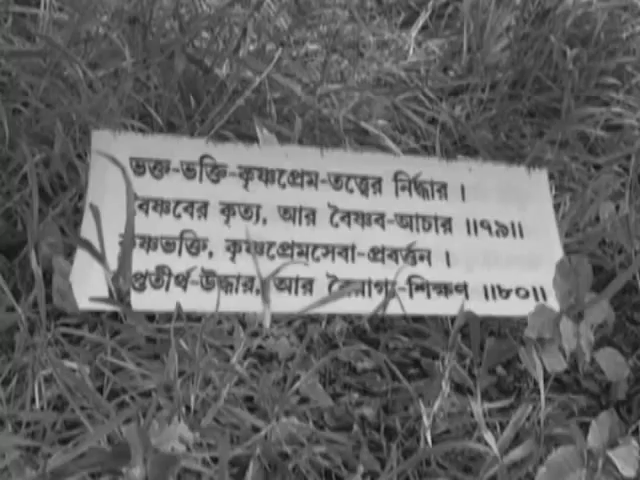 ভক্ত-ভক্তি-কৃষ্ণপ্রেম-তত্ত্বের নির্দ্ধার ।
বৈষ্ণবের কৃত্য, আর বৈষ্ণব-আচার ॥৭৯॥
কৃষ্ণভক্তি, কৃষ্ণপ্রেমসেবা-প্রবর্ত্তন ।
লুপ্ততীর্থ-উদ্ধার, আর বৈরাগ্য-শিক্ষণ ॥৮০॥